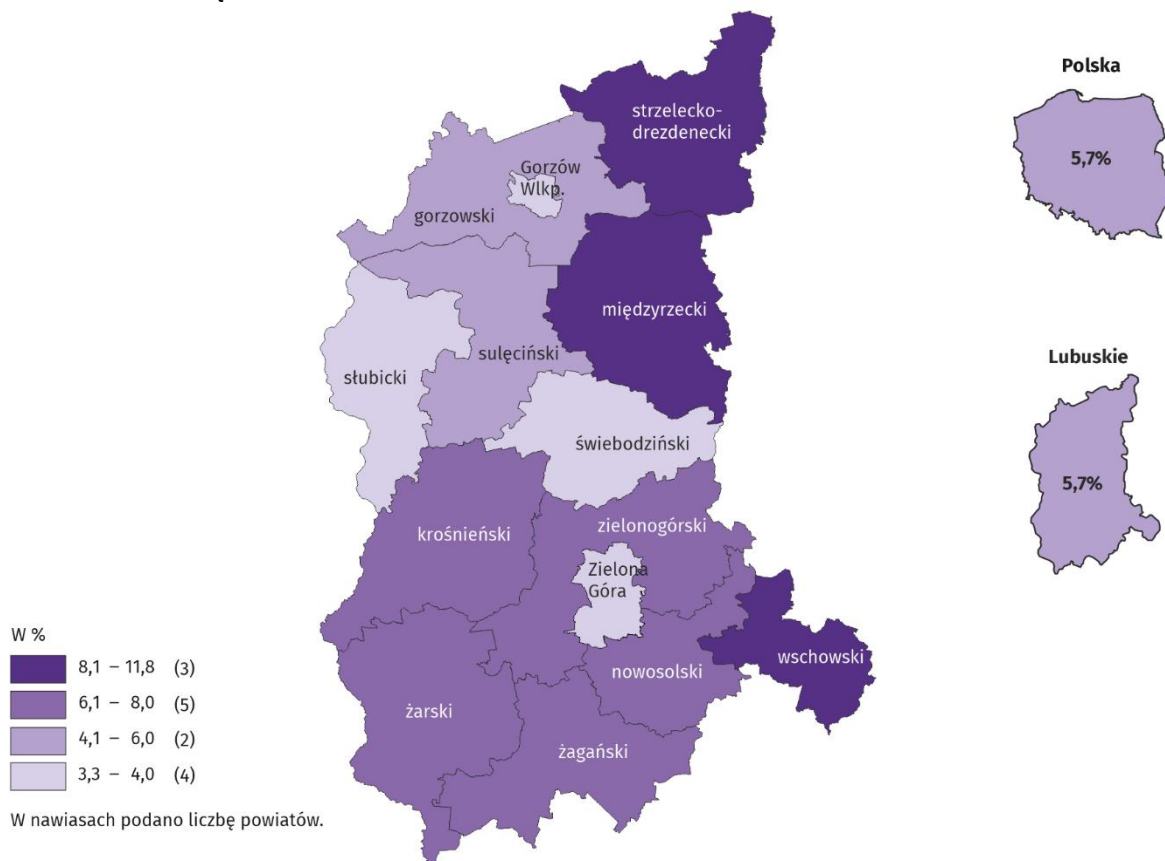 strzelecko-
drezdenecki
Gorzów
Wlkp.
gorzowski
międzyrzecki
sulęciński
słubicki
świebodziński
krośnieński
zielonogórski
Zielona
Góra
wschowski
nowosolski
żarski
żagański
Polska
5,7%
Lubuskie
5,7%
W %
8,1 – 11,8 (3)
6,1 – 8,0 (5)
4,1 – 6,0 (2)
3,3 – 4,0 (4)
W nawiasach podano liczbę powiatów.